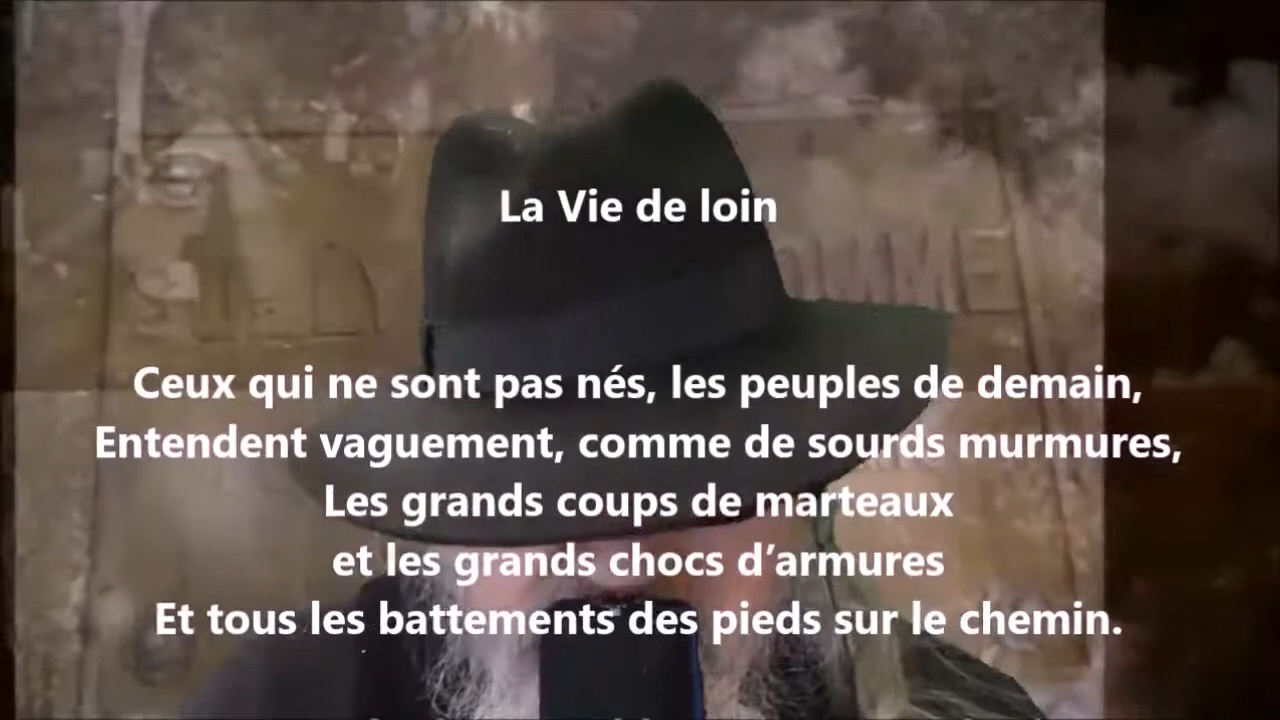 La Vie de loin
Ceux qui ne sont pas nés, les peuples de demain,
Entendent vaguement, comme de sourds murmures,
Les grands coups de marteaux
et les grands chocs d’armures
Et tous les battements des pieds sur le chemin.